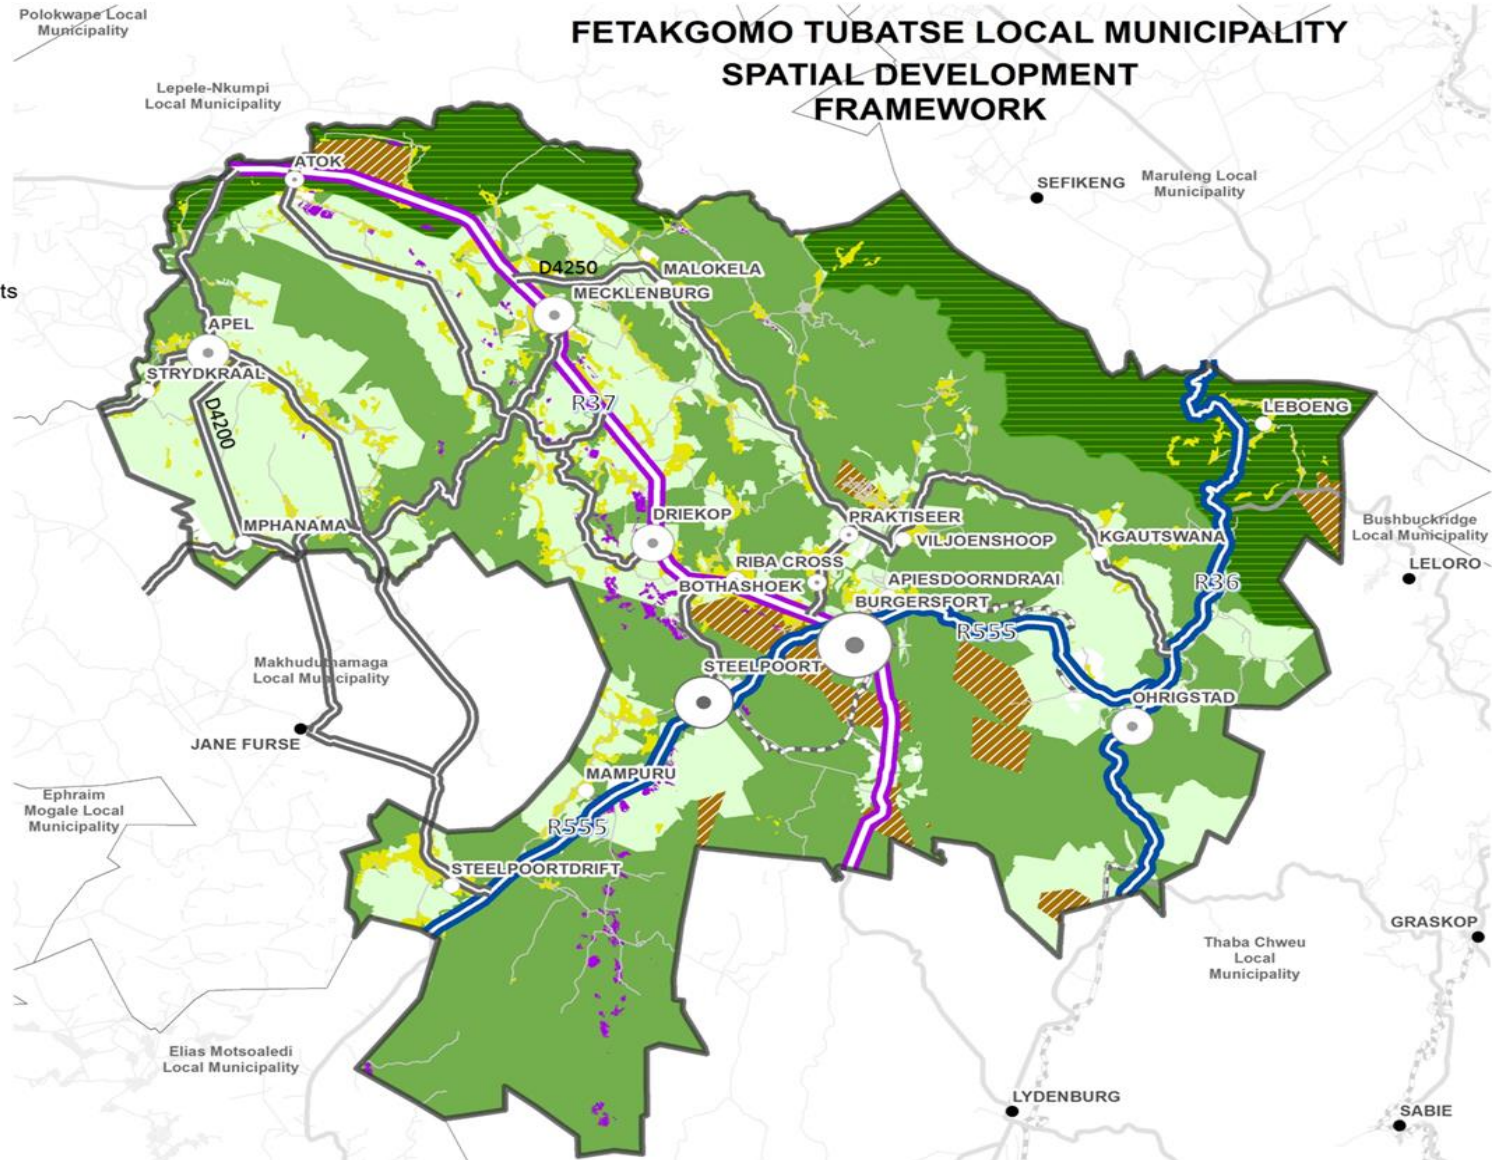 FETAKGOMO TUBATSE LOCAL MUNICIPALITY
SPATIAL DEVELOPMENT
FRAMEWORK
Polokwane Local
Municipality
Lepele-Nkumpi
Local Municipality
ATOK
SEFIKENG
Maruleng Local
Municipality
D4250
MALOKELA
MECKLENBURG
ts
APEL
STRYDKRAAL
D4200
R37
LEBOENG
DRIEKOP
PRAKTISEER
MPHANAMA
VILJOENSHOOP
KGAUTSWANA
Bushbuckridge
Local Municipality
LELORO
RIBA CROSS
BOTHASHOEK
APIESDOORNDRAAI
R36
BURGERSFORT
R555
Makhuduthamaga
Local Municipality
STEELPOORT
OHRIGSTAD
JANE FURSE
MAMPURU
Ephraim
Mogale Local
Municipality
R555
STEELPOORTDRIFT
GRASKOP
Thaba Chweu
Local
Municipality
Elias Motsoaledi
Local Municipality
LYDENBURG
SABIE